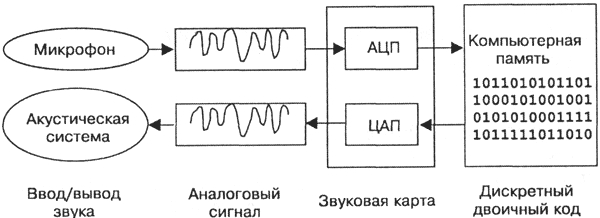 Микрофон
АЦП
Компьютерная
память
1011010101101
1000101001001
0101010001111
1011111011010
Акустическая
система
ЦАП
Ввод/вывод
звука
Аналоговый
сигнал
Звуковая карта
Дискретный
двоичный код